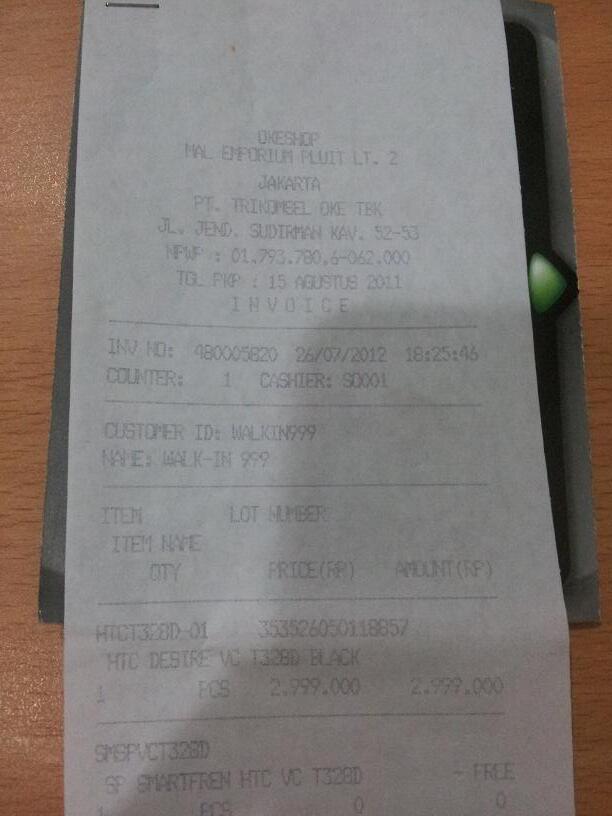 OKESHOP
MAL EMPORIUM PLUIT LT. 2
JAKARTA
PT. TRIKOMSEL OKE TBK
JL. JEND. SUDIRMAN KAV. 52-53
NPWP : 01.793.780.6-062.000
TGL PKP : 15 AGUSTUS 2011
I N V O I C E
INV NO: 480005820 26/07/2012 18:25:46
COUNTER: 1 CASHIER: S0001
CUSTOMER ID: WALKIN999
NAME: WALK-IN 999
ITEM LOT NUMBER
ITEM NAME
QTY PRICE(RP) AMOUNT(RP)
HTCT328D-01 353526050118857
HTC DESIRE VC T328D BLACK
1 PCS 2.999.000 2.999.000
SMSPVCT328D
SP SMARTFREN HTC VC T328D - FREE
1 PCS 0 0